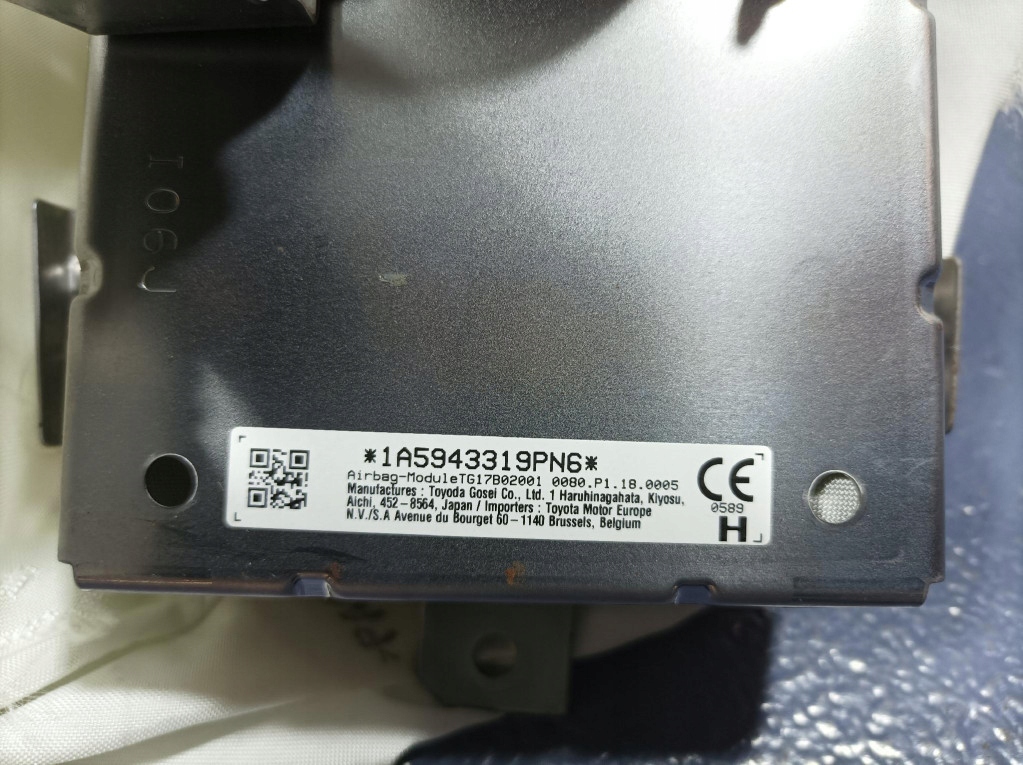 J90I
*1A5943319PN6*
Airbag-ModuleTG17B02001 0080.P1.18.0005
Manufactures : Toyoda Gosei Co., Ltd. 1 Haruhinagahata, Kiyosu,
Aichi, 452-8564, Japan / Importers : Toyota Motor Europe
N.V./S.A Avenue du Bourget 60-1140 Brussels, Belgium
CE
0589
H